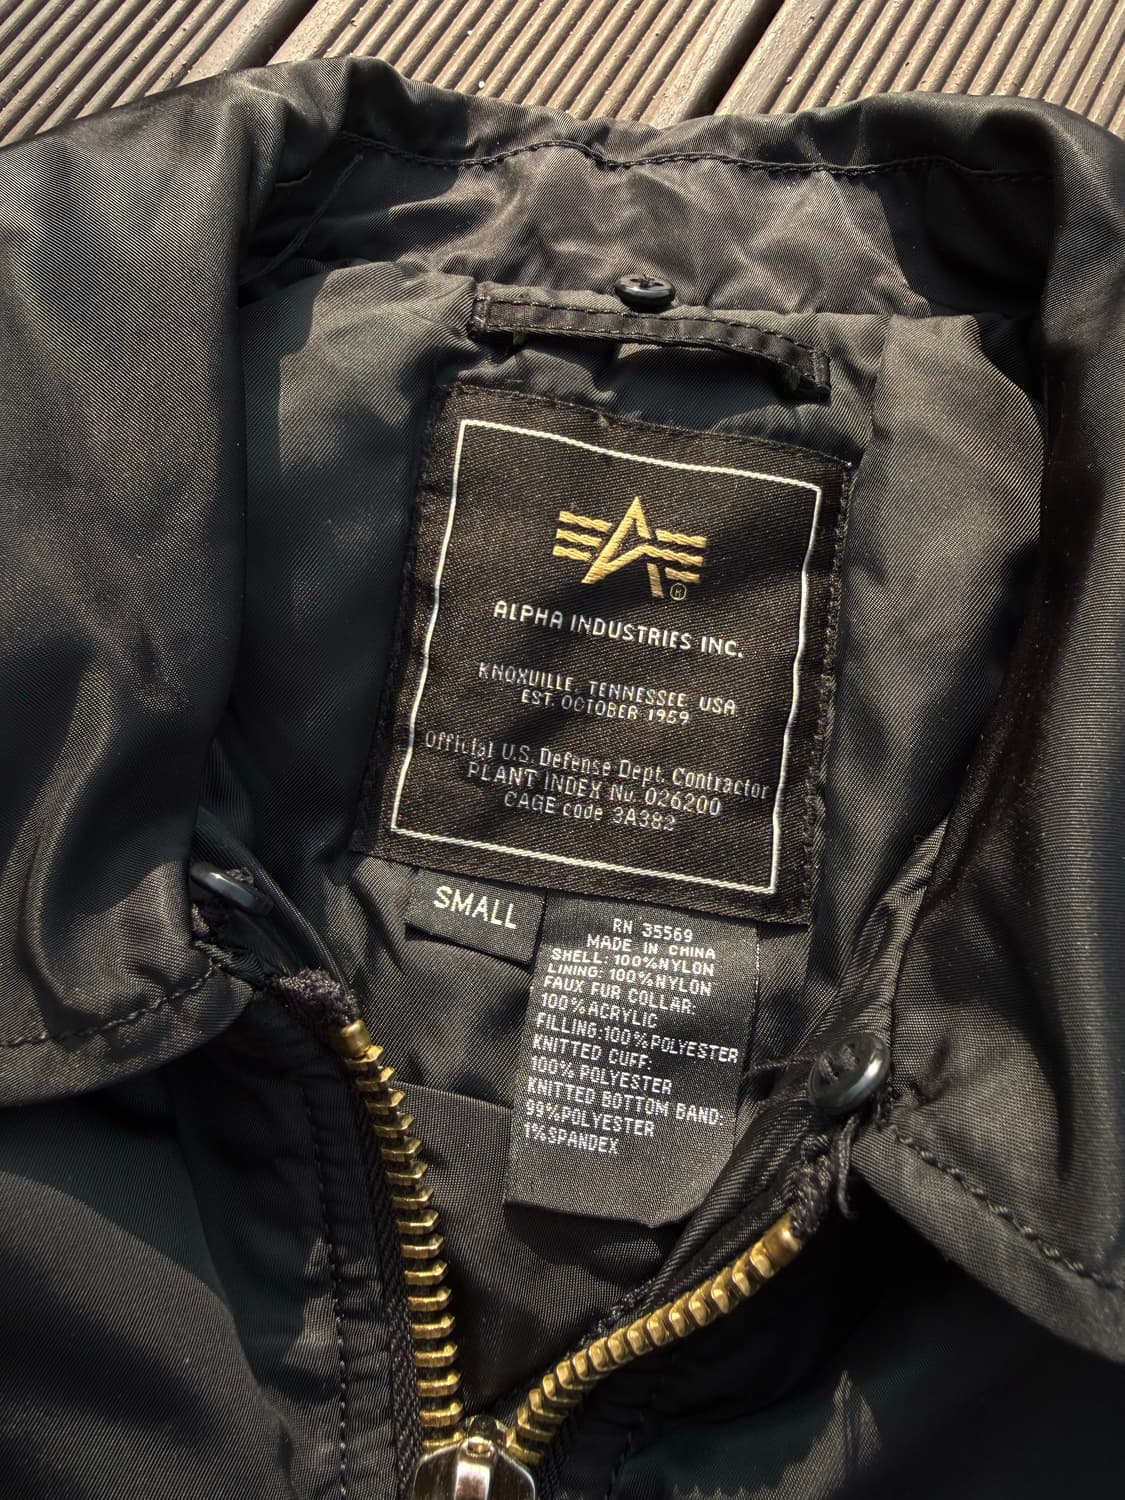 A
®
ALPHA INDUSTRIES INC.
KNOXVILLE, TENNESSEE, USA
EST. OCTOBER 1959
Official U.S. Defense Dept. Contractor
PLANT INDEX No. 026200
CAGE code 3A382
SMALL
RN 35569
MADE IN CHINA
SHELL: 100%NYLON
LINING: 100%NYLON
FAUX FUR COLLAR:
100%ACRYLIC
FILLING:100%POLYESTER
KNITTED CUFF:
100% POLYESTER
KNITTED BOTTOM BAND:
99%POLYESTER
1%SPANDEX